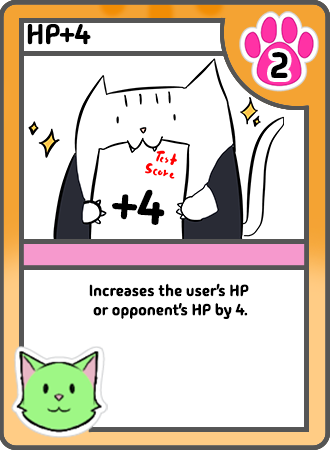 HP+4
2
Test
Score
+4
Increases the user's HP
or opponent's HP by 4.